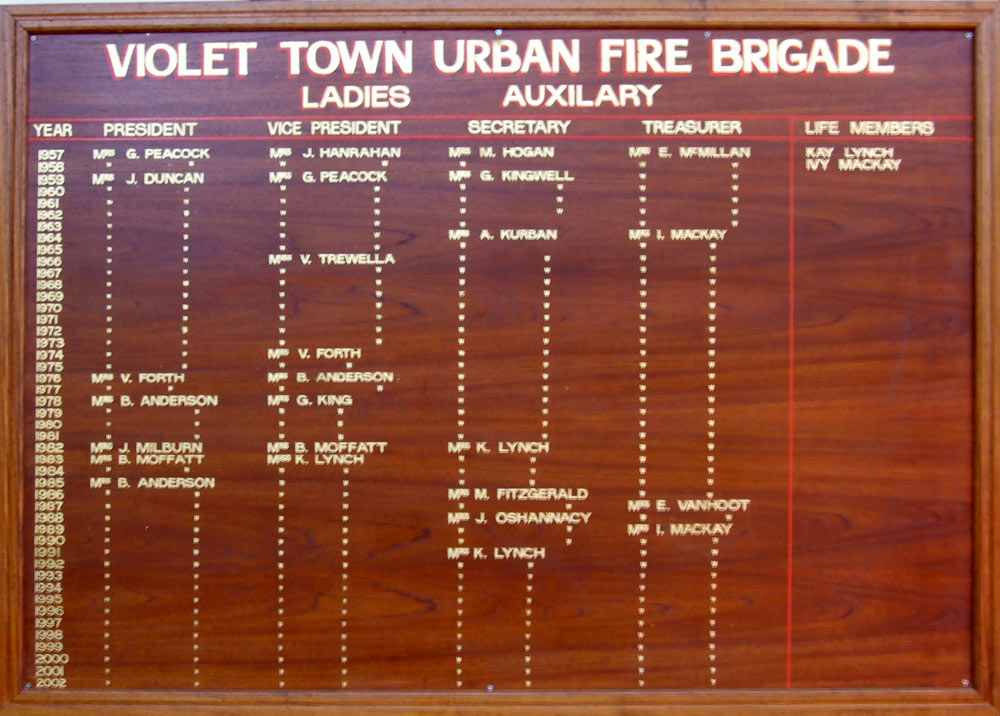 VIOLET TOWN URBAN FIRE BRIGADE
LADIES AUXILARY
YEAR PRESIDENT VICE PRESIDENT SECRETARY TREASURER LIFE MEMBERS
1957 MRS G. PEACOCK MRS J. HANRAHAN MRS M. HOGAN MRS E. McMILLAN KAY LYNCH
1958 " " " " " " " " IVY MACKAY
1959 MRS J. DUNCAN MRS G. PEACOCK MRS G. KINGWELL " "
1960 " " " " " " " "
1961 " " " " " " " "
1962 " " " " " " " "
1963 " " " " " " " "
1964 " " " " MRS A. KURBAN MRS I. MACKAY
1965 " " " " " " " "
1966 " " MISS V. TREWELLA " " " "
1967 " " " " " " " "
1968 " " " " " " " "
1969 " " " " " " " "
1970 " " " " " " " "
1971 " " " " " " " "
1972 " " " " " " " "
1973 " " " " " " " "
1974 " " MRS V. FORTH " " " "
1975 " " " " " " " "
1976 MRS V. FORTH MRS B. ANDERSON " " " "
1977 " " " " " " " "
1978 MRS B. ANDERSON MRS G. KING " " " "
1979 " " " " " " " "
1980 " " " " " " " "
1981 " " " " " " " "
1982 MRS J. MILBURN MRS B. MOFFATT MRS K. LYNCH " "
1983 MRS B. MOFFATT MRS K. LYNCH " " " "
1984 " " " " " " " "
1985 MRS B. ANDERSON " " " " " "
1986 " " " " MRS M. FITZGERALD " "
1987 " " " " " " MRS E. VANHOOT
1988 " " " " MRS J. OSHANNACY " "
1989 " " " " " " MRS I. MACKAY
1990 " " " " " " " "
1991 " " " " MRS K. LYNCH " "
1992 " " " " " " " "
1993 " " " " " " " "
1994 " " " " " " " "
1995 " " " " " " " "
1996 " " " " " " " "
1997 " " " " " " " "
1998 " " " " " " " "
1999 " " " " " " " "
2000 " " " " " " " "
2001 " " " " " " " "
2002 " " " " " " " "